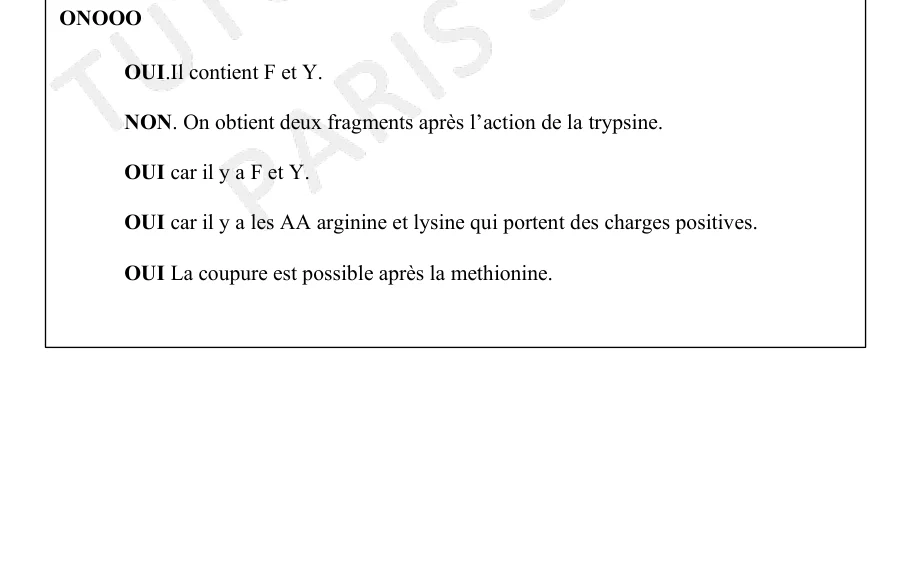 ONOOO
OUI.Il contient F et Y.
NON. On obtient deux fragments après l'action de la trypsine.
OUI car il y a F et Y.
OUI car il y a les AA arginine et lysine qui portent des charges positives.
OUI La coupure est possible après la methionine.
PARIS